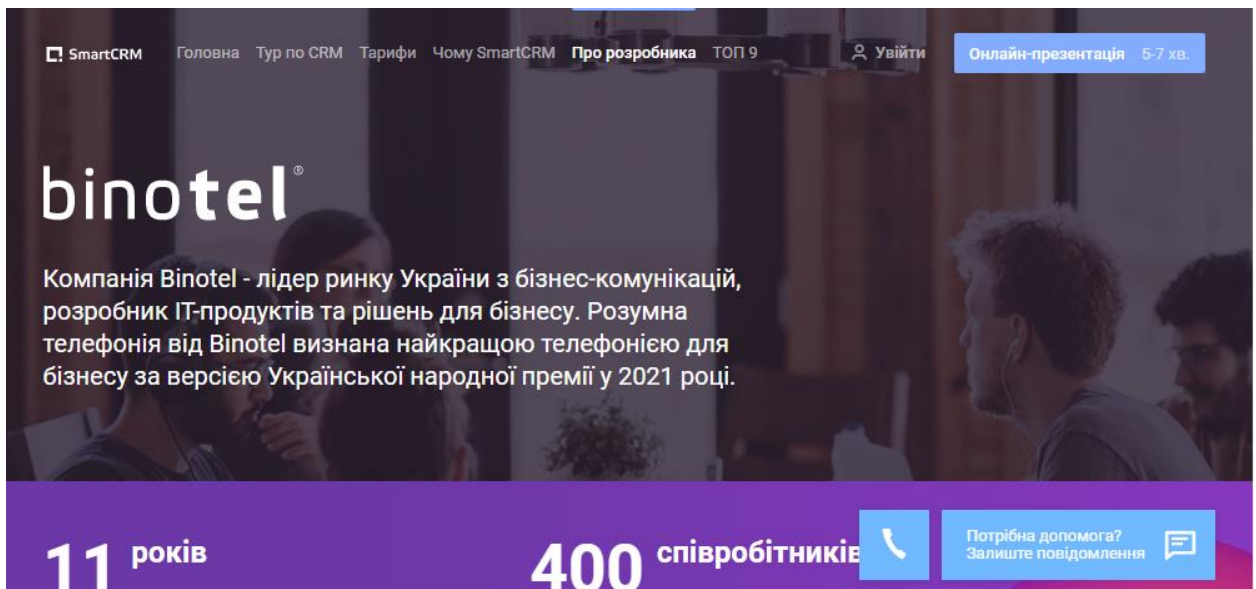 SmartCRM Головна Тур по CRM Тарифи Чому SmartCRM Про розробника ТОП 9 Увійти Онлайн-презентація 5-7 хв.
binotel®
Компанія Binotel - лідер ринку України з бізнес-комунікацій,
розробник ІТ-продуктів та рішень для бізнесу. Розумна
телефонія від Binotel визнана найкращою телефонією для
бізнесу за версією Української народної премії у 2021 році.
11 років 400 співробітників
Потрібна допомога?
Залиште повідомлення